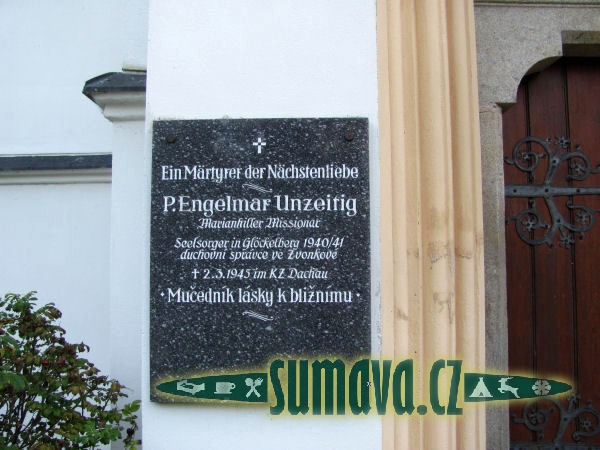 Ein Märtyrer der Nächstenliebe
P. Engelmar Unzeitig
Marianhiller Missionar
Seelsorger in Glöckelberg 1940/41
duchovní správce ve Zvonkové
✝ 2.3.1945 im KZ Dachau
· Mučedník lásky k bližnímu ·
sumava.cz